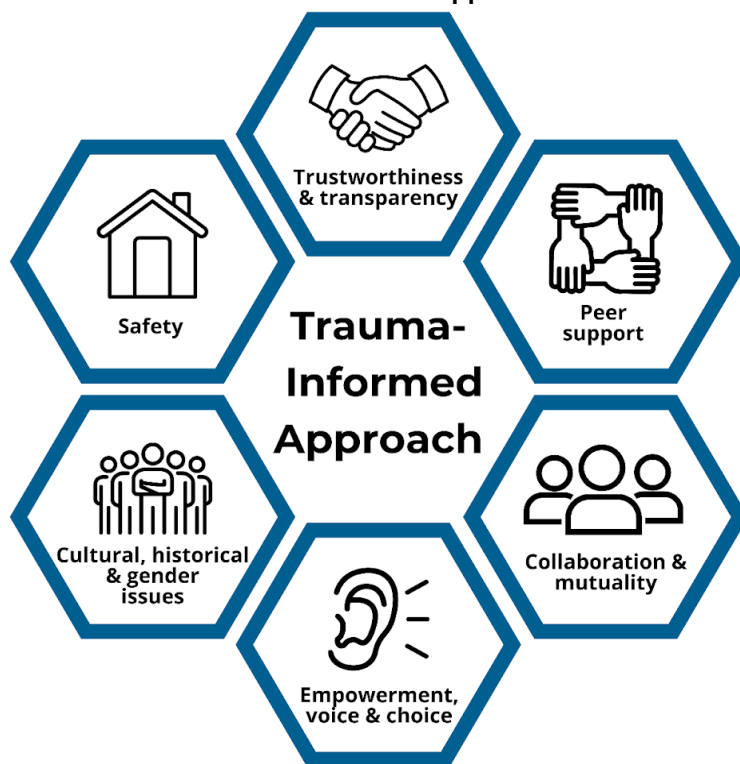 Trustworthiness
& transparency
Safety
Peer
support
Trauma-
Informed
Approach
Cultural, historical
& gender
issues
Collaboration &
mutuality
Empowerment,
voice & choice